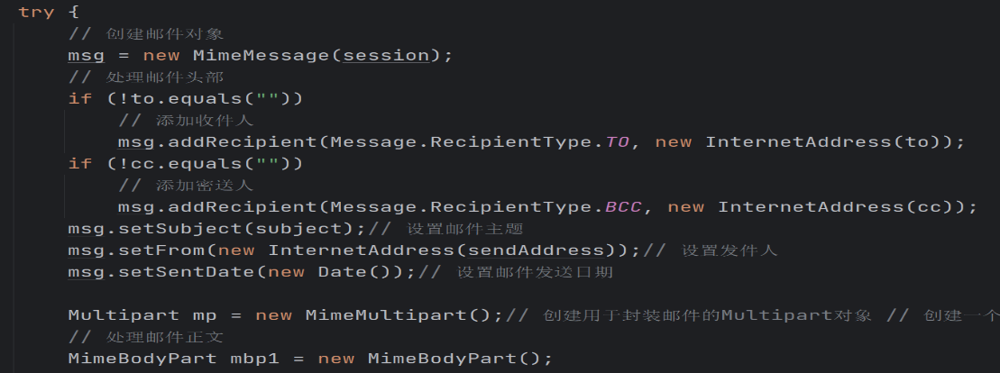 try {
// 创建邮件对象
msg = new MimeMessage(session);
// 处理邮件头部
if (!to.equals(""))
// 添加收件人
msg.addRecipient(Message.RecipientType.TO, new InternetAddress(to));
if (!cc.equals(""))
// 添加密送人
msg.addRecipient(Message.RecipientType.BCC, new InternetAddress(cc));
msg.setSubject(subject);// 设置邮件主题
msg.setFrom(new InternetAddress(sendAddress));// 设置发件人
msg.setSentDate(new Date());// 设置邮件发送日期
Multipart mp = new MimeMultipart();// 创建用于封装邮件的Multipart对象 // 创建一个
// 处理邮件正文
MimeBodyPart mbp1 = new MimeBodyPart();